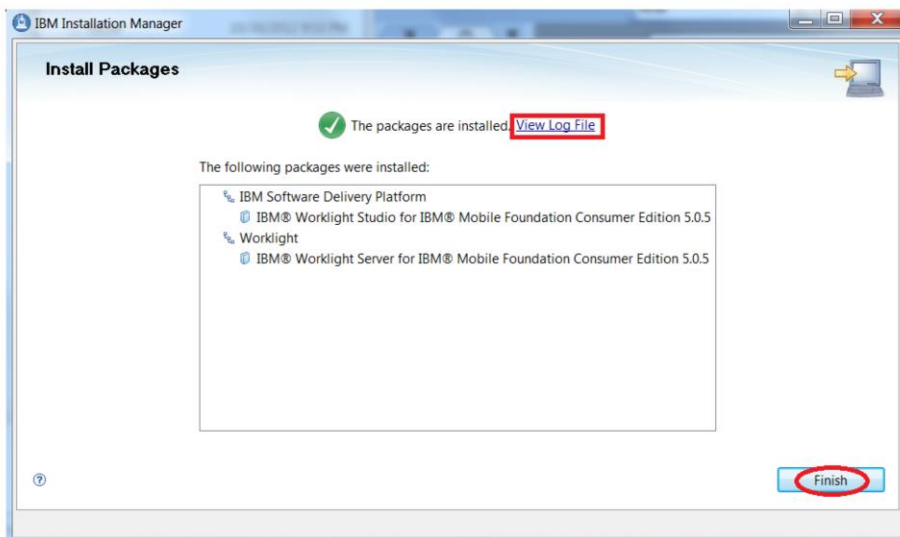 IBM Installation Manager
Install Packages
The packages are installed. View Log File
The following packages were installed:
IBM Software Delivery Platform
IBM® Worklight Studio for IBM® Mobile Foundation Consumer Edition 5.0.5
Worklight
IBM® Worklight Server for IBM® Mobile Foundation Consumer Edition 5.0.5
?
Finish